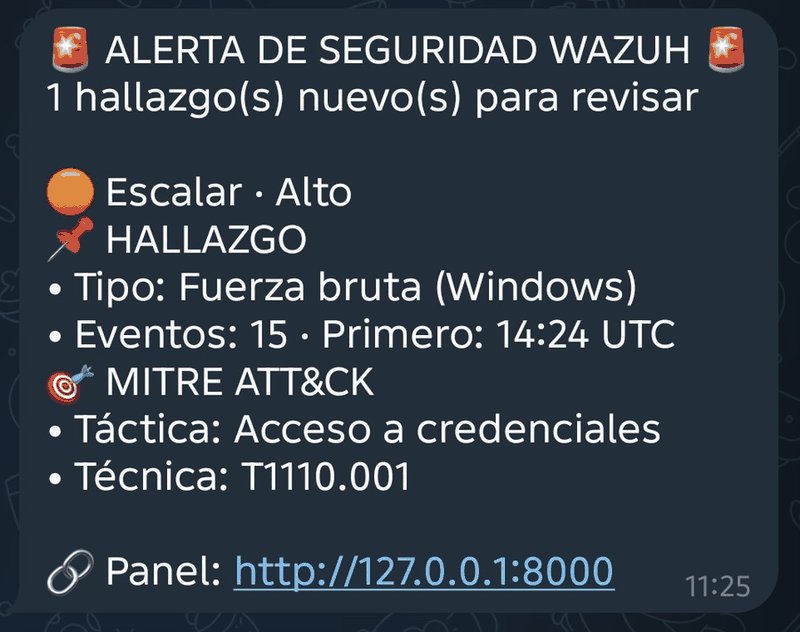 🚨 ALERTA DE SEGURIDAD WAZUH 🚨
1 hallazgo(s) nuevo(s) para revisar
🟠 Escalar · Alto
📌 HALLAZGO
• Tipo: Fuerza bruta (Windows)
• Eventos: 15 · Primero: 14:24 UTC
🎯 MITRE ATT&CK
• Táctica: Acceso a credenciales
• Técnica: T1110.001
🔗 Panel: http://127.0.0.1:8000
11:25